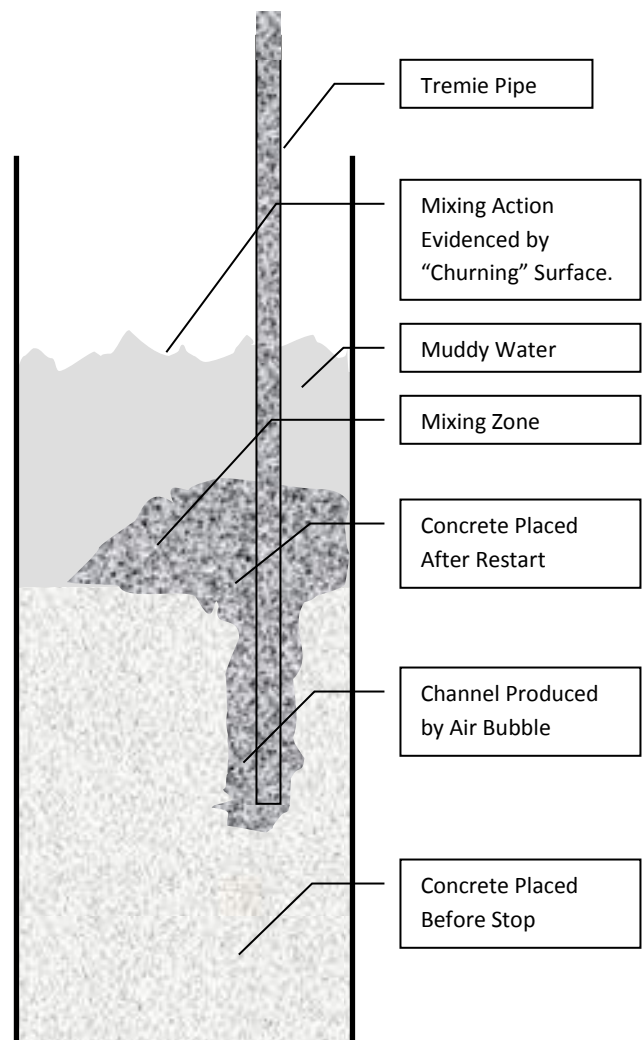 Tremie Pipe
Mixing Action
Evidenced by
“Churning” Surface.
Muddy Water
Mixing Zone
Concrete Placed
After Restart
Channel Produced
by Air Bubble
Concrete Placed
Before Stop